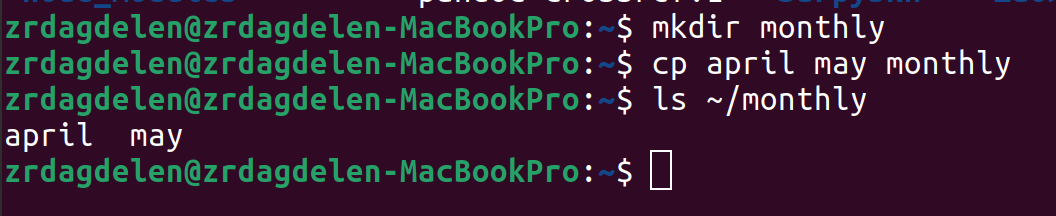 zrdagdelen@zrdagdelen-MacBookPro:~$ mkdir monthly
zrdagdelen@zrdagdelen-MacBookPro:~$ cp april may monthly
zrdagdelen@zrdagdelen-MacBookPro:~$ ls ~/monthly
april  may
zrdagdelen@zrdagdelen-MacBookPro:~$